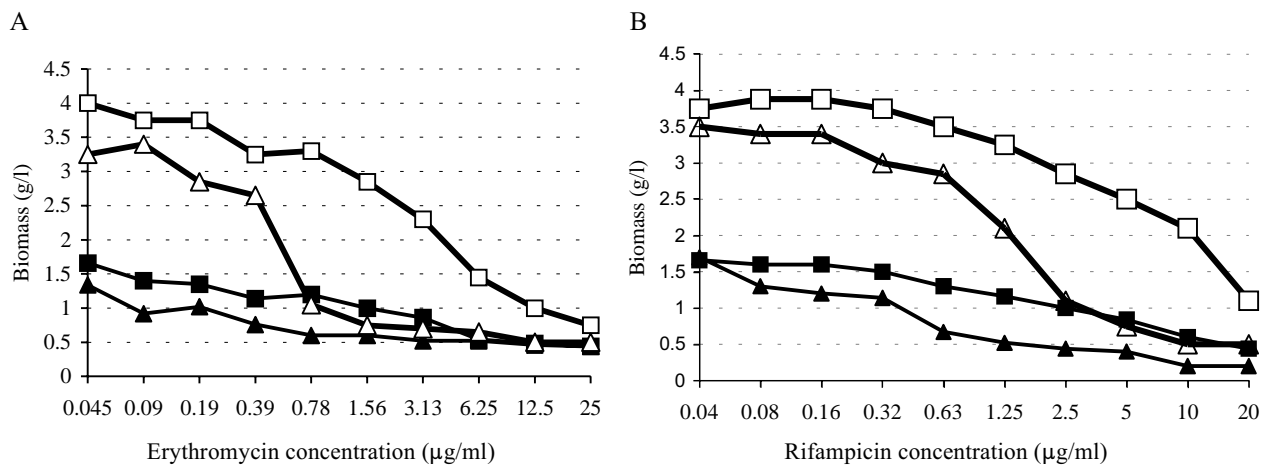 A
Biomass (g/l)
4.5
4
3.5
3
2.5
2
1.5
1
0.5
0
0.045 0.09 0.19 0.39 0.78 1.56 3.13 6.25 12.5 25
Erythromycin concentration (μg/ml)
B
Biomass (g/l)
4.5
4
3.5
3
2.5
2
1.5
1
0.5
0
0.04 0.08 0.16 0.32 0.63 1.25 2.5 5 10 20
Rifampicin concentration (μg/ml)